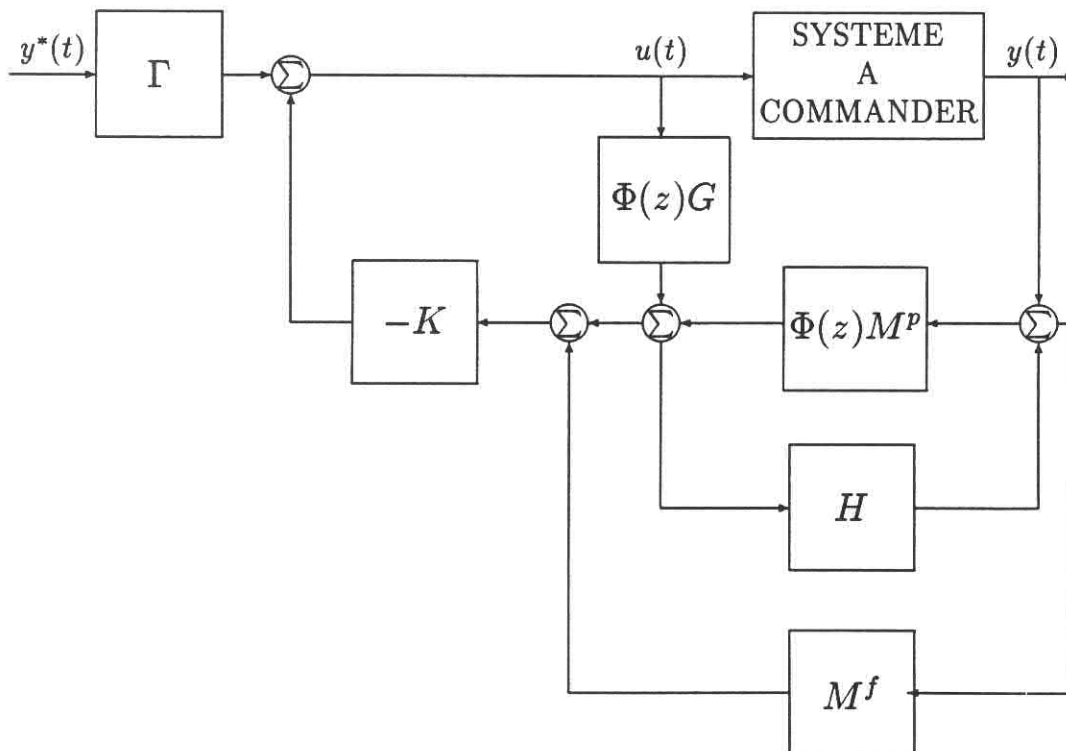 y*(t)
Γ
Σ
u(t)
SYSTEME
A
COMMANDER
y(t)
Φ(z)G
-K
Σ
Σ
Φ(z)M^p
Σ
H
M^f